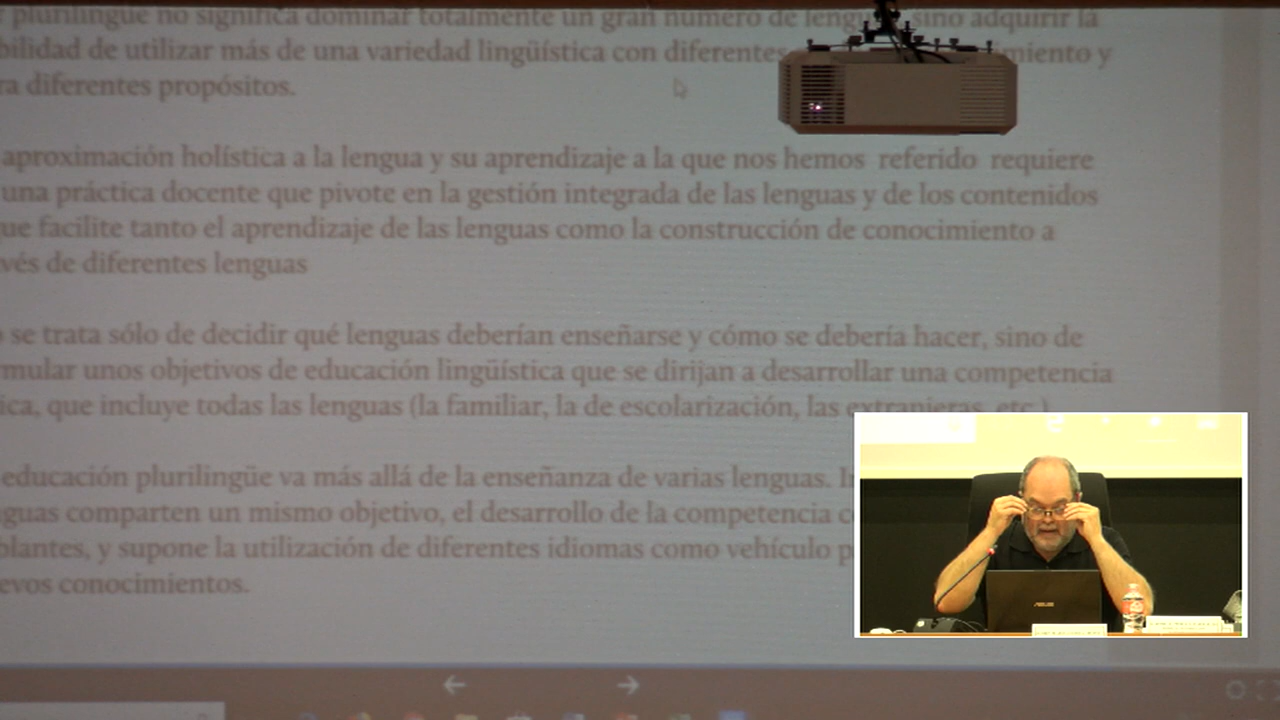 plurilingüe no significa dominar totalmente un gran número de sino adquirir la
bilidad de utilizar más de una variedad lingüística con diferentes y
ra diferentes propósitos.
aproximación holística a la lengua y su aprendizaje a la que nos hemos referido requiere
una práctica docente que pivote en la gestión integrada de las lenguas y de los contenidos
ue facilite tanto el aprendizaje de las lenguas como la construcción de conocimiento a
vés de diferentes lenguas
se trata sólo de decidir qué lenguas deberían enseñarse y cómo se debería hacer, sino de
mular unos objetivos de educación lingüística que se dirijan a desarrollar una competencia
ica, que incluye todas las lenguas (la familiar, la de escolarización, las extranjeras, etc.)
educación plurilingüe va más allá de la enseñanza de varias lenguas.
guas comparten un mismo objetivo, el desarrollo de la competencia
blantes, y supone la utilización de diferentes idiomas como vehículo
evos conocimientos.
ASUS